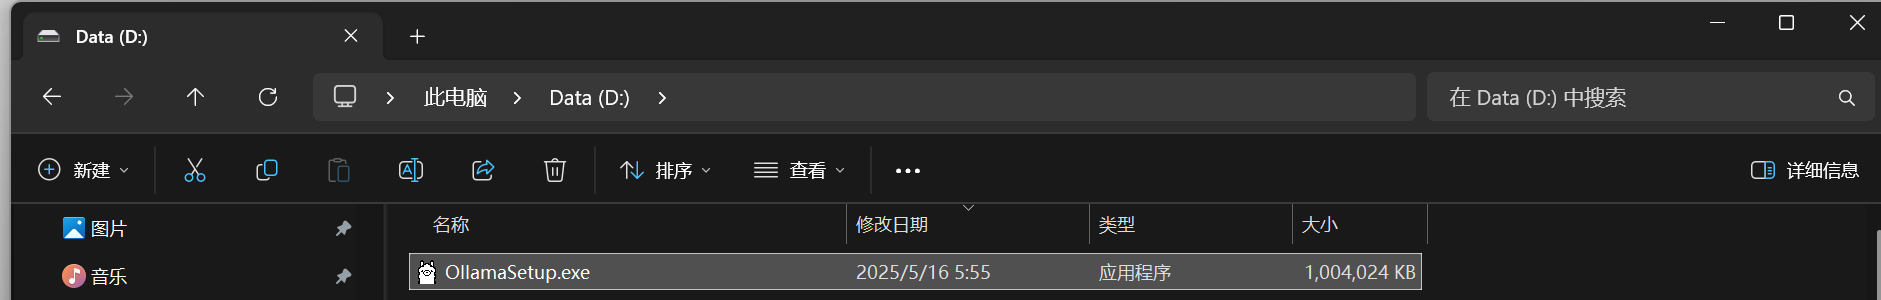 Data (D:)
此电脑 Data (D:) 在 Data (D:) 中搜索
新建 排序 查看 详细信息
图片 名称 修改日期 类型 大小
音乐 OllamaSetup.exe 2025/5/16 5:55 应用程序 1,004,024 KB